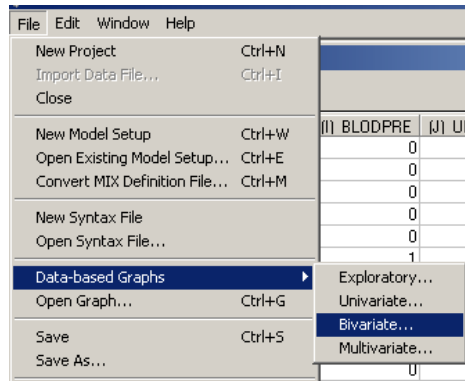 File Edit Window Help
New Project Ctrl+N
Import Data File... Ctrl+I
Close
New Model Setup Ctrl+W
Open Existing Model Setup... Ctrl+E
Convert MIX Definition File... Ctrl+M
New Syntax File
Open Syntax File...
Data-based Graphs
Open Graph... Ctrl+G
Save Ctrl+S
Save As...
(I) BLODPRE (J)
0
0
0
0
0
1
Exploratory...
Univariate...
Bivariate...
Multivariate...
0